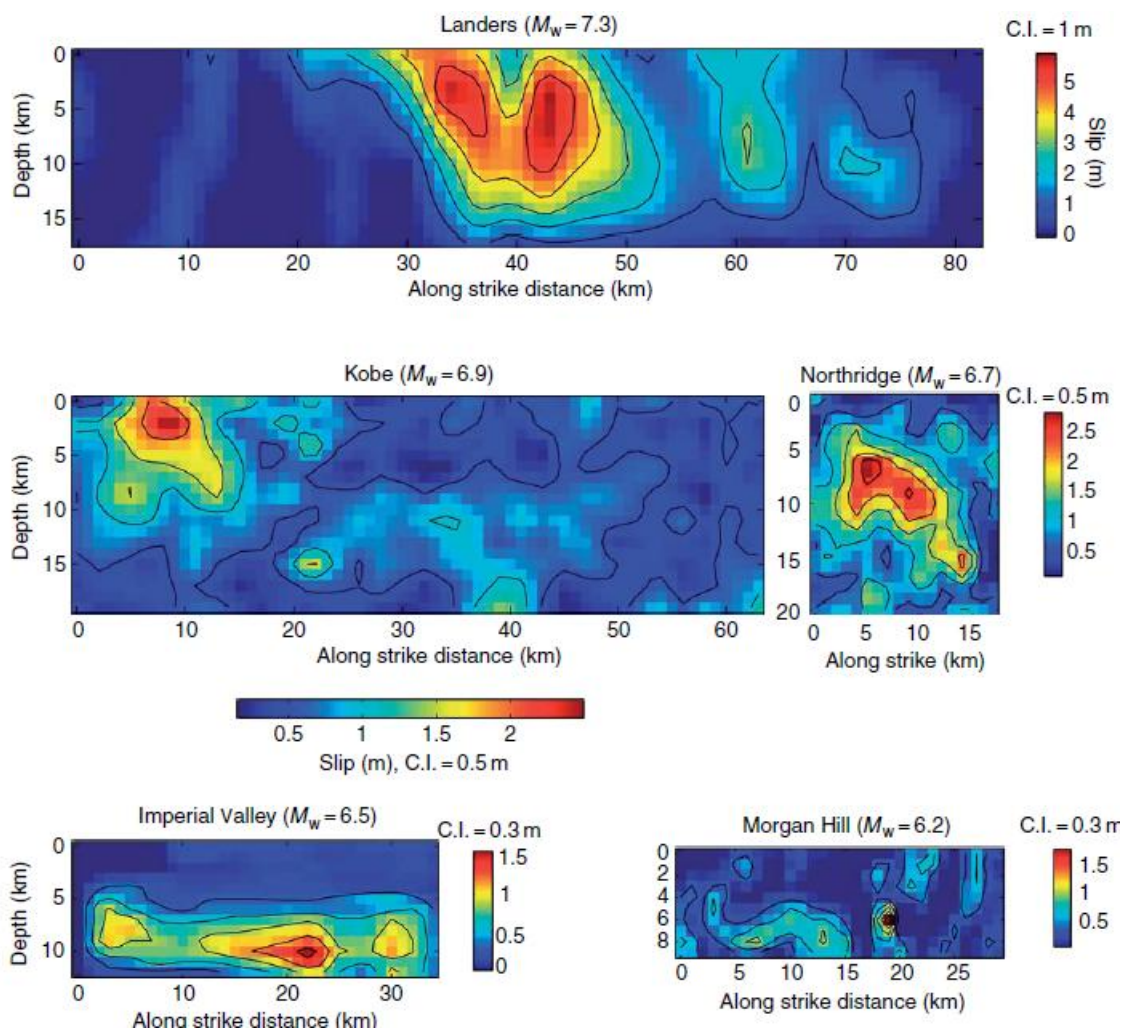 Landers (Mw = 7.3)
C.I. = 1 m
0
5
10
15
Depth (km)
0 10 20 30 40 50 60 70 80
Along strike distance (km)
6
5
4
3
2
1
0
Slip (m)
Kobe (Mw = 6.9)
0
5
10
15
Depth (km)
0 10 20 30 40 50 60
Along strike distance (km)
Northridge (Mw = 6.7)
C.I. = 0.5 m
0
5
10
15
20
0 5 10 15
Along strike (km)
2.5
2
1.5
1
0.5
0.5 1 1.5 2
Slip (m), C.I. = 0.5 m
Imperial Valley (Mw = 6.5)
C.I. = 0.3 m
0
5
10
Depth (km)
0 10 20 30
Along strike distance (km)
1.5
1
0.5
0
Morgan Hill (Mw = 6.2)
C.I. = 0.3 m
0
2
4
6
8
0 5 10 15 20 25
Along strike distance (km)
1.5
1
0.5